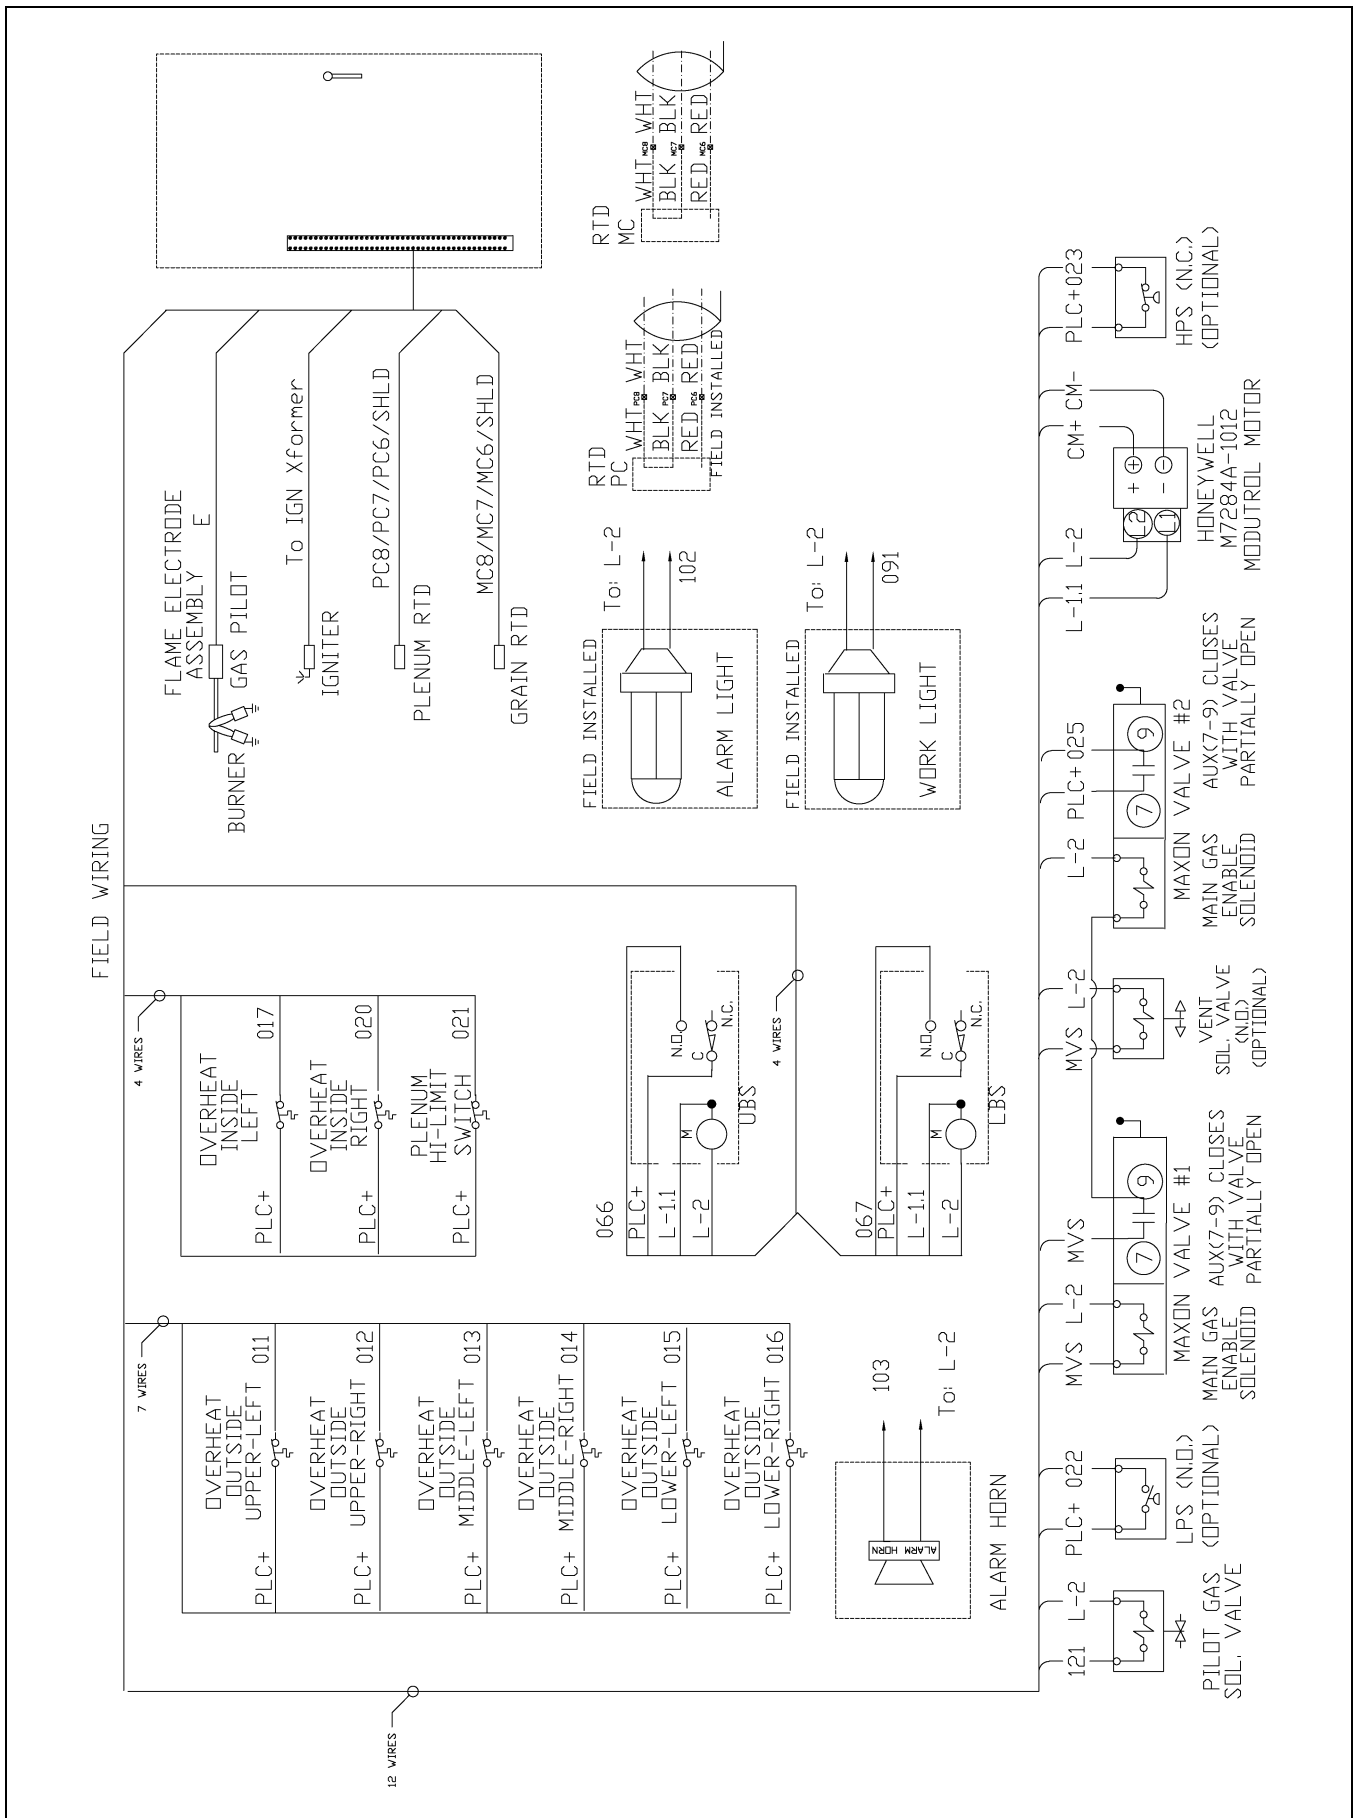 FIELD WIRING
12 WIRES
7 WIRES
OVERHEAT
OUTSIDE
UPPER-LEFT
PLC+
011
OVERHEAT
OUTSIDE
UPPER-RIGHT
PLC+
012
OVERHEAT
OUTSIDE
MIDDLE-LEFT
PLC+
013
OVERHEAT
OUTSIDE
MIDDLE-RIGHT
PLC+
014
OVERHEAT
OUTSIDE
LOWER-LEFT
PLC+
015
OVERHEAT
OUTSIDE
LOWER-RIGHT
PLC+
016
4 WIRES
OVERHEAT
INSIDE
LEFT
PLC+
017
OVERHEAT
INSIDE
RIGHT
PLC+
020
PLENUM
HI-LIMIT
SWITCH
PLC+
021
066
PLC+
L-1.1
L-2
M
C
N.O.
N.C.
UBS
4 WIRES
067
PLC+
L-1.1
L-2
M
C
N.O.
N.C.
LBS
ALARM HORN
103
To: L-2
ALARM HORN
BURNER
FLAME ELECTRODE
ASSEMBLY
E
GAS PILOT
To IGN Xformer
IGNITER
PC8/PC7/PC6/SHLD
PLENUM RTD
MC8/MC7/MC6/SHLD
GRAIN RTD
FIELD INSTALLED
To: L-2
102
ALARM LIGHT
FIELD INSTALLED
To: L-2
091
WORK LIGHT
RTD
PC
WHT PC8 WHT
BLK PC7 BLK
RED PC6 RED
FIELD INSTALLED
RTD
MC
WHT MC8 WHT
BLK MC7 BLK
RED MC6 RED
121
L-2
PILOT GAS
SOL. VALVE
PLC+
022
LPS (N.O.)
(OPTIONAL)
MVS
L-2
MVS
7
9
MAXON VALVE #1
MAIN GAS
ENABLE
SOLENOID
AUX(7-9) CLOSES
WITH VALVE
PARTIALLY OPEN
MVS
L-2
VENT
SOL. VALVE
(N.O.)
(OPTIONAL)
L-2
PLC+
025
7
9
MAXON VALVE #2
MAIN GAS
ENABLE
SOLENOID
AUX(7-9) CLOSES
WITH VALVE
PARTIALLY OPEN
L-1.1
L-2
CM+
CM-
L2
L1
+ +
- -
HONEYWELL
M7284A-1012
MODUTROL MOTOR
PLC+
023
HPS (N.C.)
(OPTIONAL)